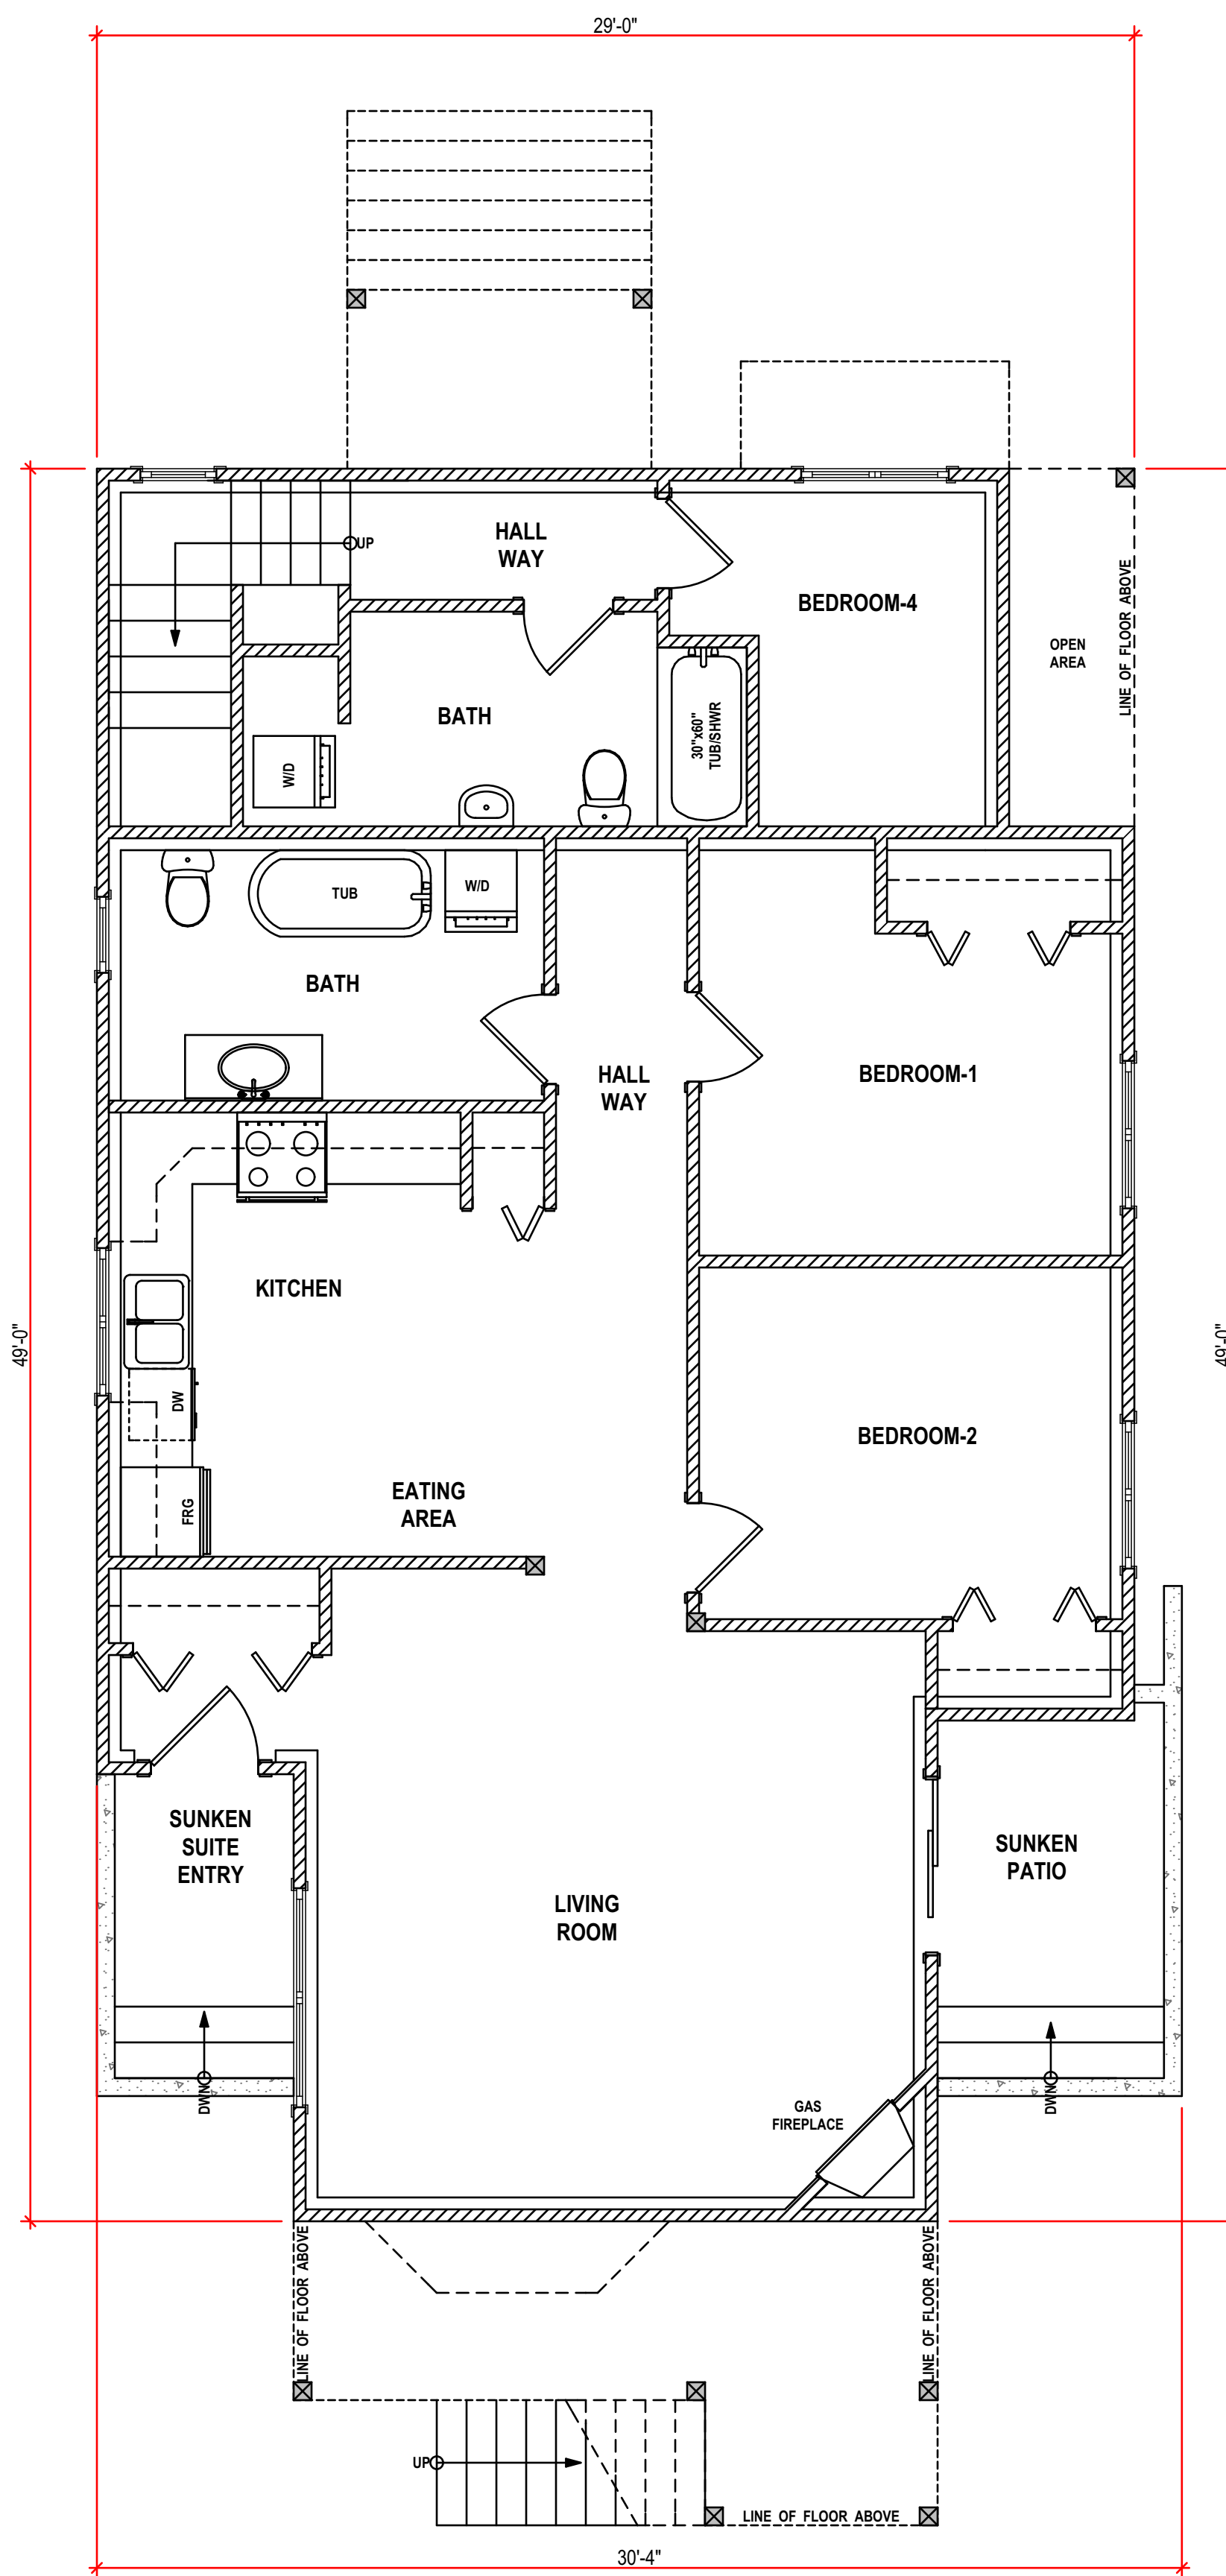 29'-0"
HALL
WAY
UP
BEDROOM-4
OPEN
AREA
LINE OF FLOOR ABOVE
BATH
30"x60"
TUB/SHWR
W/D
TUB
W/D
BATH
HALL
WAY
BEDROOM-1
KITCHEN
49'-0"
49'-0"
DW
BEDROOM-2
EATING
AREA
FRG
SUNKEN
SUITE
ENTRY
SUNKEN
PATIO
LIVING
ROOM
DWN
DWN
GAS
FIREPLACE
LINE OF FLOOR ABOVE
LINE OF FLOOR ABOVE
UP
LINE OF FLOOR ABOVE
30'-4"